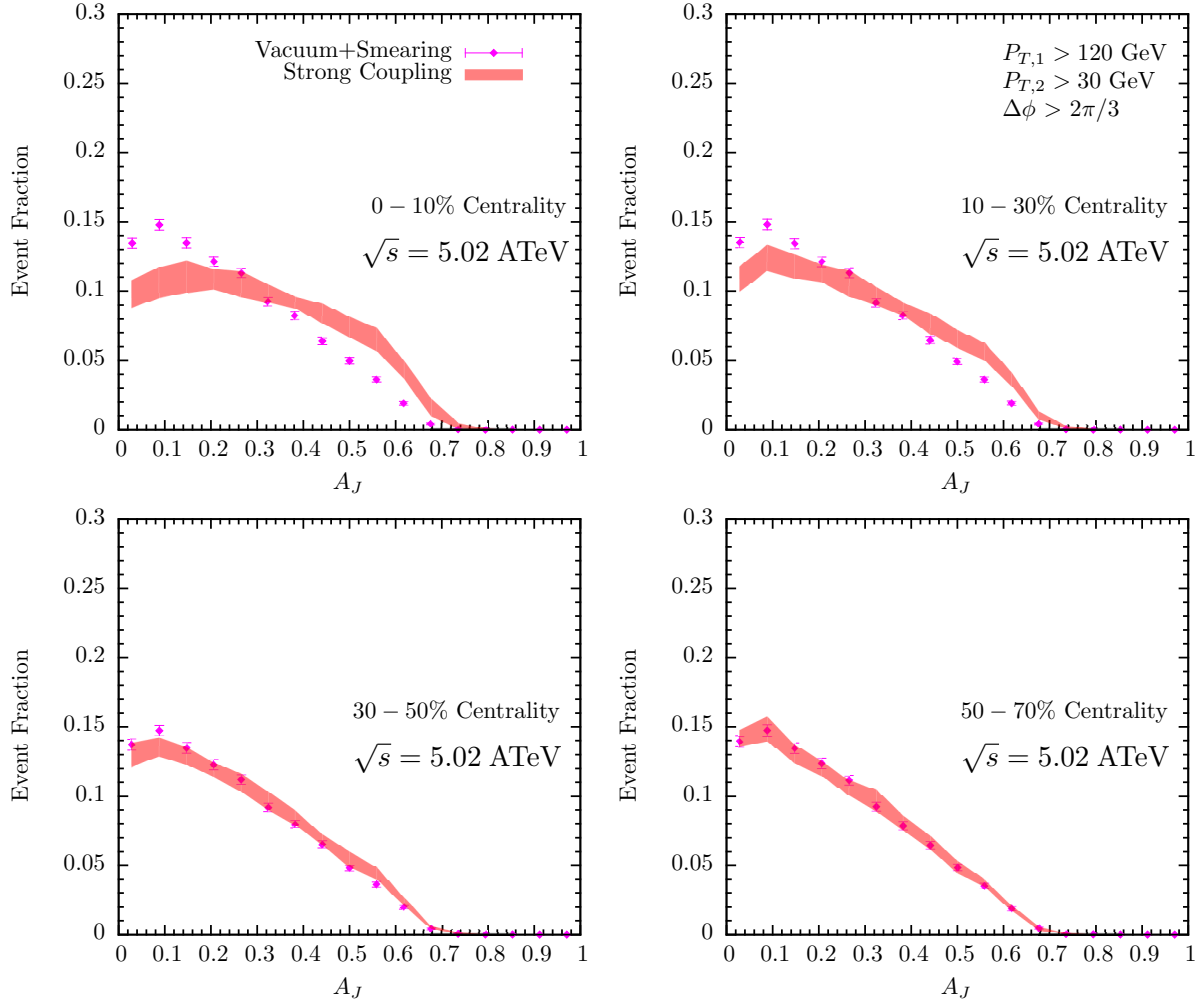 0.3
0.25
0.2
0.15
0.1
0.05
0
Event Fraction
Vacuum+Smearing
Strong Coupling
0 − 10% Centrality
√s = 5.02 ATeV
0 0.1 0.2 0.3 0.4 0.5 0.6 0.7 0.8 0.9 1
A_J
0.3
0.25
0.2
0.15
0.1
0.05
0
Event Fraction
P_{T,1} > 120 GeV
P_{T,2} > 30 GeV
Δϕ > 2π/3
10 − 30% Centrality
√s = 5.02 ATeV
0 0.1 0.2 0.3 0.4 0.5 0.6 0.7 0.8 0.9 1
A_J
0.3
0.25
0.2
0.15
0.1
0.05
0
Event Fraction
30 − 50% Centrality
√s = 5.02 ATeV
0 0.1 0.2 0.3 0.4 0.5 0.6 0.7 0.8 0.9 1
A_J
0.3
0.25
0.2
0.15
0.1
0.05
0
Event Fraction
50 − 70% Centrality
√s = 5.02 ATeV
0 0.1 0.2 0.3 0.4 0.5 0.6 0.7 0.8 0.9 1
A_J